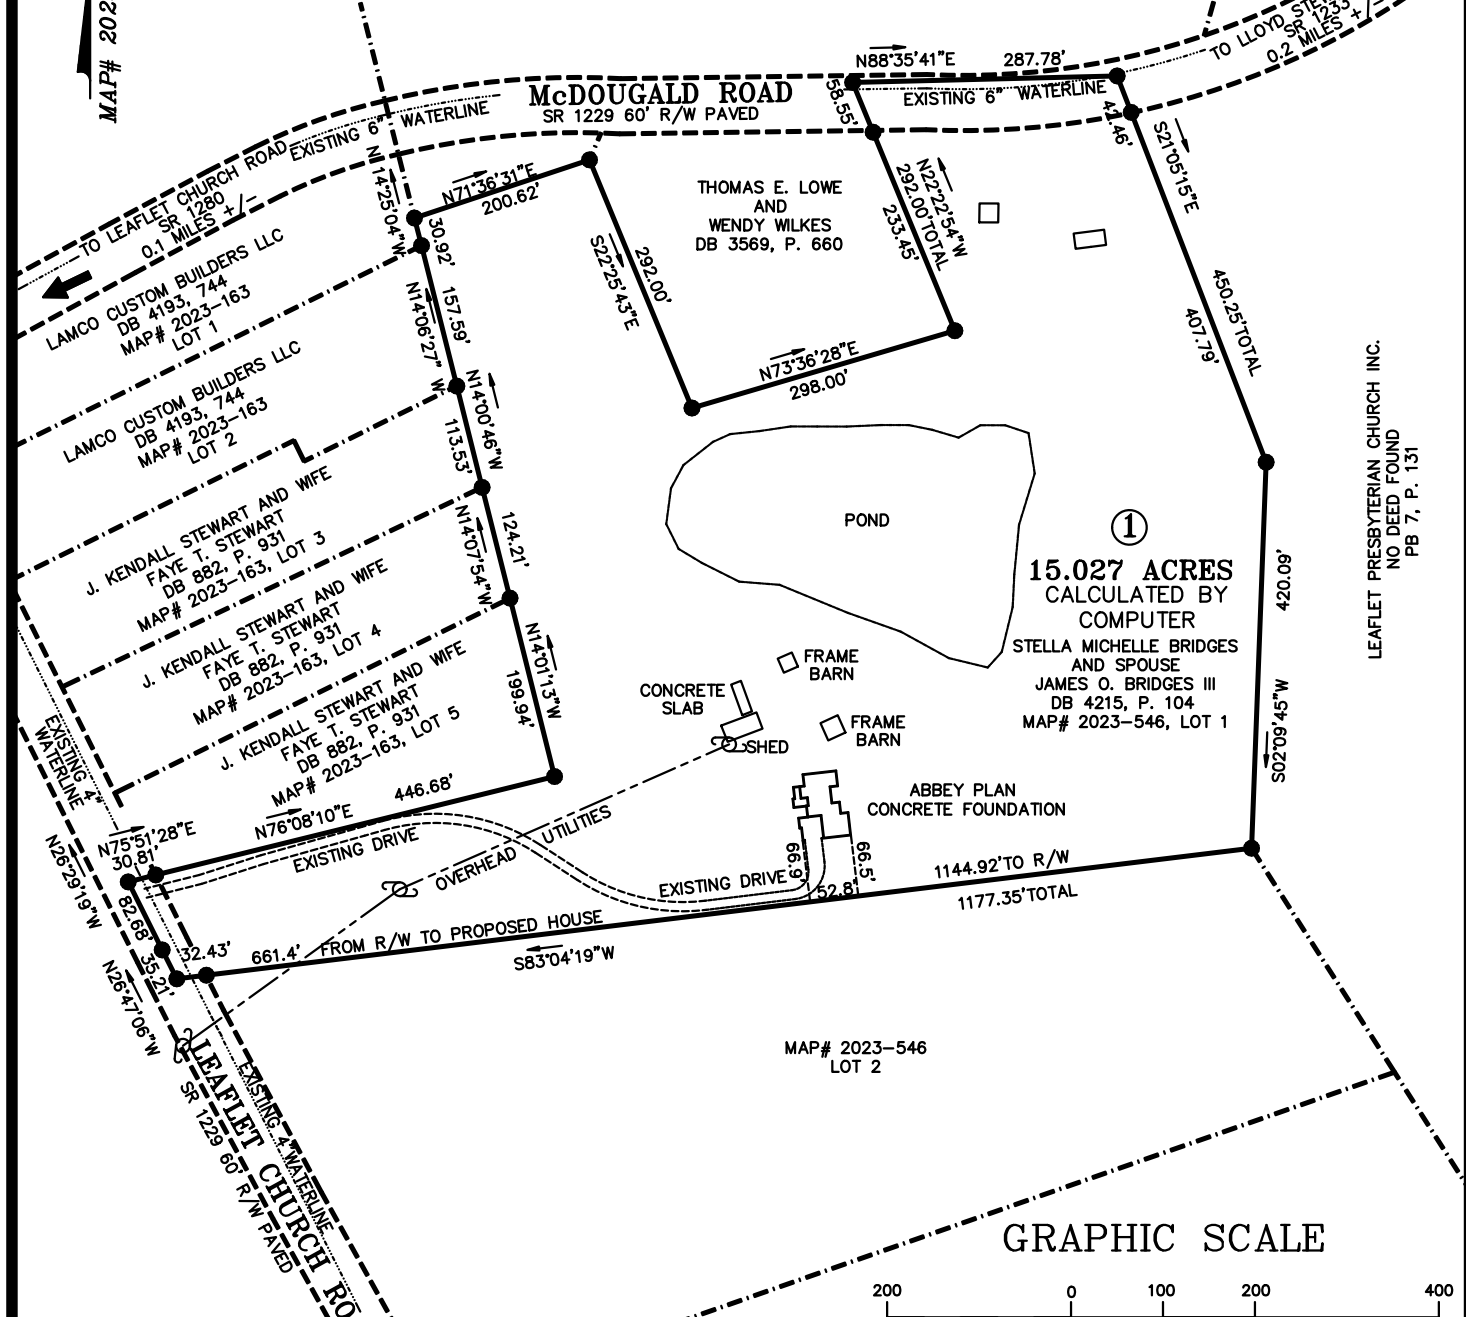 MAP# 202
N88°35'41"E
287.78'
TO LLOYD STE
SR 1233
0.2 MILES +/-
McDOUGALD ROAD
SR 1229 60' R/W PAVED
EXISTING 6" WATERLINE
EXISTING 6" WATERLINE
58.55'
42.46'
S21°05'15"E
TO LEAFLET CHURCH ROAD
SR 1280
0.1 MILES +/-
N 14°25'04"W
30.92'
N71°36'31"E
200.62'
THOMAS E. LOWE
AND
WENDY WILKES
DB 3569, P. 660
N22°22'54"W
292.00'TOTAL
233.45'
S22°25'43"E
292.00'
N73°36'28"E
298.00'
450.25'TOTAL
407.79'
LAMCO CUSTOM BUILDERS LLC
DB 4193, 744
MAP# 2023-163
LOT 1
N14°06'27" W
157.59'
LAMCO CUSTOM BUILDERS LLC
DB 4193, 744
MAP# 2023-163
LOT 2
N14°00'46"W
113.53'
J. KENDALL STEWART AND WIFE
FAYE T. STEWART
DB 882, P. 931
MAP# 2023-163, LOT 3
N14°07'54"W
124.21'
J. KENDALL STEWART AND WIFE
FAYE T. STEWART
DB 882, P. 931
MAP# 2023-163, LOT 4
N14°01'13"W
199.94'
J. KENDALL STEWART AND WIFE
FAYE T. STEWART
DB 882, P. 931
MAP# 2023-163, LOT 5
POND
1
15.027 ACRES
CALCULATED BY
COMPUTER
STELLA MICHELLE BRIDGES
AND SPOUSE
JAMES O. BRIDGES III
DB 4215, P. 104
MAP# 2023-546, LOT 1
LEAFLET PRESBYTERIAN CHURCH INC.
NO DEED FOUND
PB 7, P. 131
420.09'
S02°09'45"W
FRAME
BARN
CONCRETE
SLAB
FRAME
BARN
SHED
ABBEY PLAN
CONCRETE FOUNDATION
EXISTING 4"
WATERLINE
N75°51'28"E
30.81'
N76°08'10"E
446.68'
EXISTING DRIVE
OVERHEAD UTILITIES
EXISTING DRIVE
66.9'
66.5'
52.8'
1144.92'TO R/W
1177.35'TOTAL
N26°29'19"W
82.68'
35.21'
N26°47'06"W
32.43'
661.4' FROM R/W TO PROPOSED HOUSE
S83°04'19"W
LEAFLET CHURCH RO
SR 1229 60' R/W PAVED
EXISTING 4" WATERLINE
MAP# 2023-546
LOT 2
GRAPHIC SCALE
200 0 100 200 400